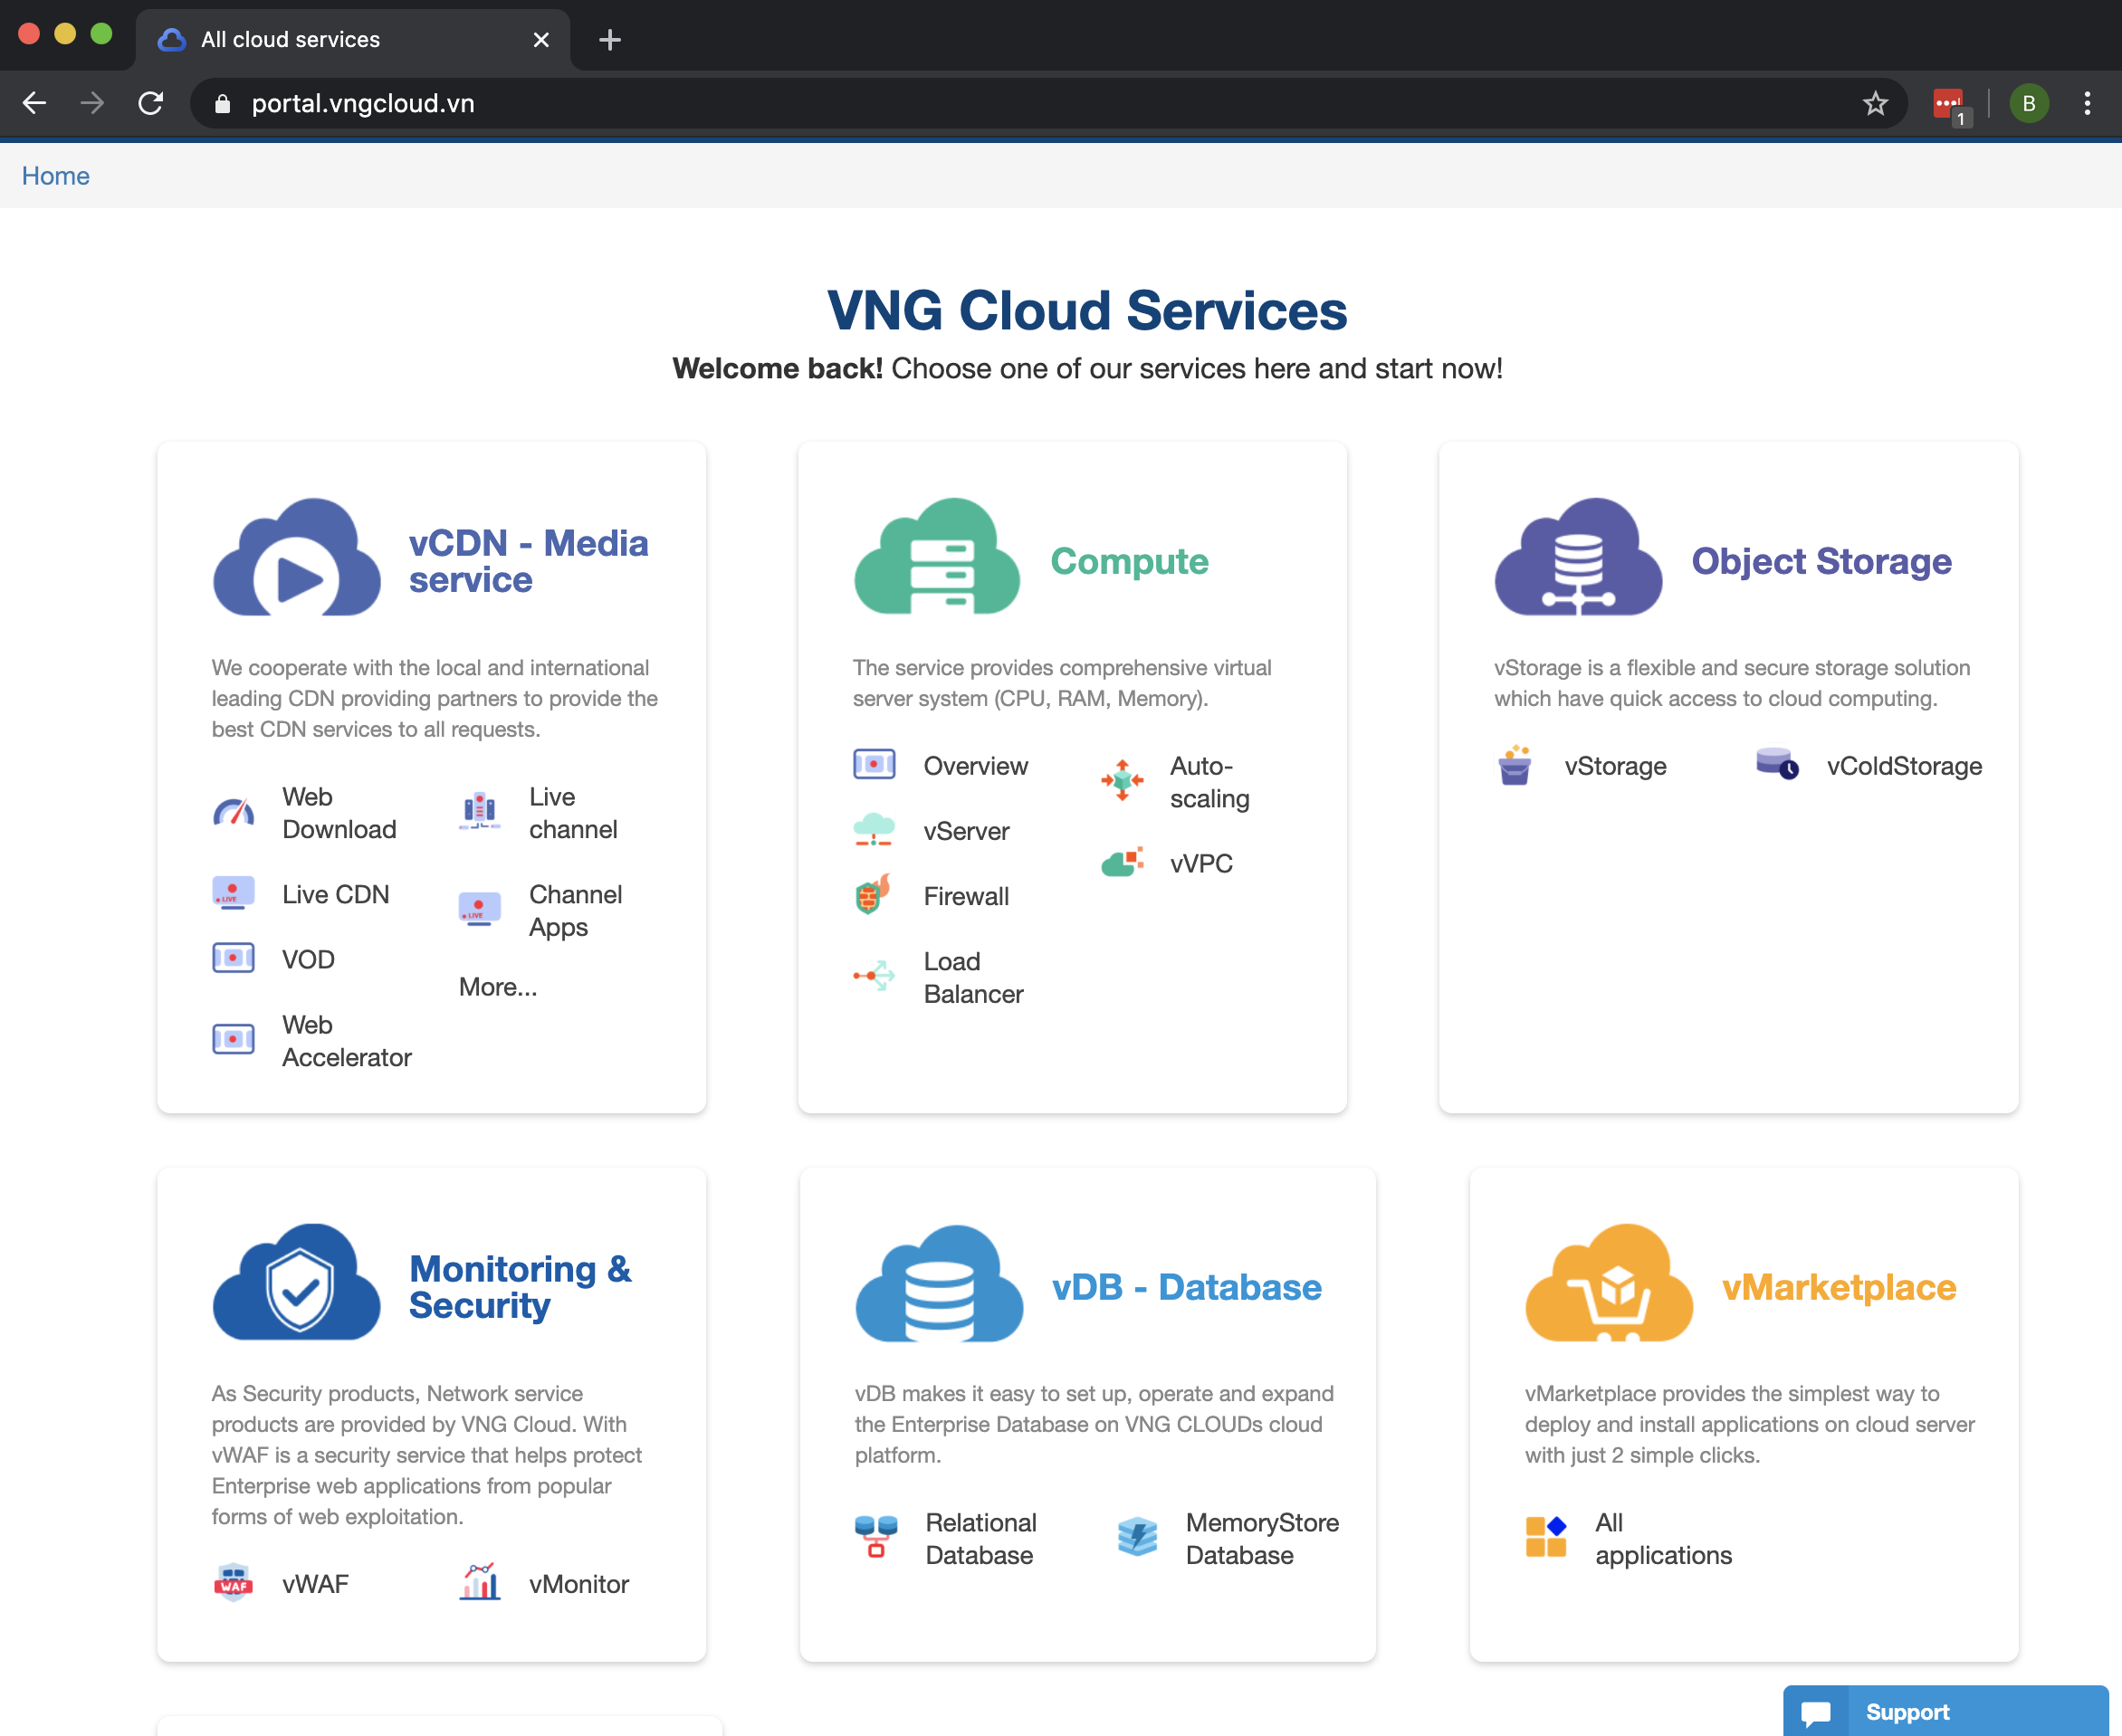 All cloud services
portal.vngcloud.vn
1
B
Home
VNG Cloud Services
Welcome back! Choose one of our services here and start now!
vCDN - Media
service
We cooperate with the local and international
leading CDN providing partners to provide the
best CDN services to all requests.
Web
Download
Live CDN
LIVE
VOD
Web
Accelerator
Live
channel
Channel
Apps
LIVE
More...
Compute
The service provides comprehensive virtual
server system (CPU, RAM, Memory).
Overview
vServer
Firewall
Load
Balancer
Auto-
scaling
vVPC
Object Storage
vStorage is a flexible and secure storage solution
which have quick access to cloud computing.
vStorage
vColdStorage
Monitoring &
Security
As Security products, Network service
products are provided by VNG Cloud. With
vWAF is a security service that helps protect
Enterprise web applications from popular
forms of web exploitation.
WAF
vWAF
vMonitor
vDB - Database
vDB makes it easy to set up, operate and expand
the Enterprise Database on VNG CLOUDs cloud
platform.
Relational
Database
MemoryStore
Database
vMarketplace
vMarketplace provides the simplest way to
deploy and install applications on cloud server
with just 2 simple clicks.
All
applications
Support